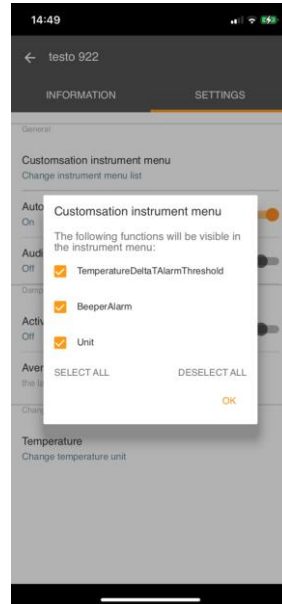 14:49
testo 922
INFORMATION SETTINGS
General
Customsation instrument menu
Change instrument menu list
Auto
On
Customsation instrument menu
The following functions will be visible in
the instrument menu:
TemperatureDeltaTAlarmThreshold
BeeperAlarm
Unit
SELECT ALL DESELECT ALL
OK
Audi
Off
Damp
Activ
Off
Aver
the la
Chang
Temperature
Change temperature unit